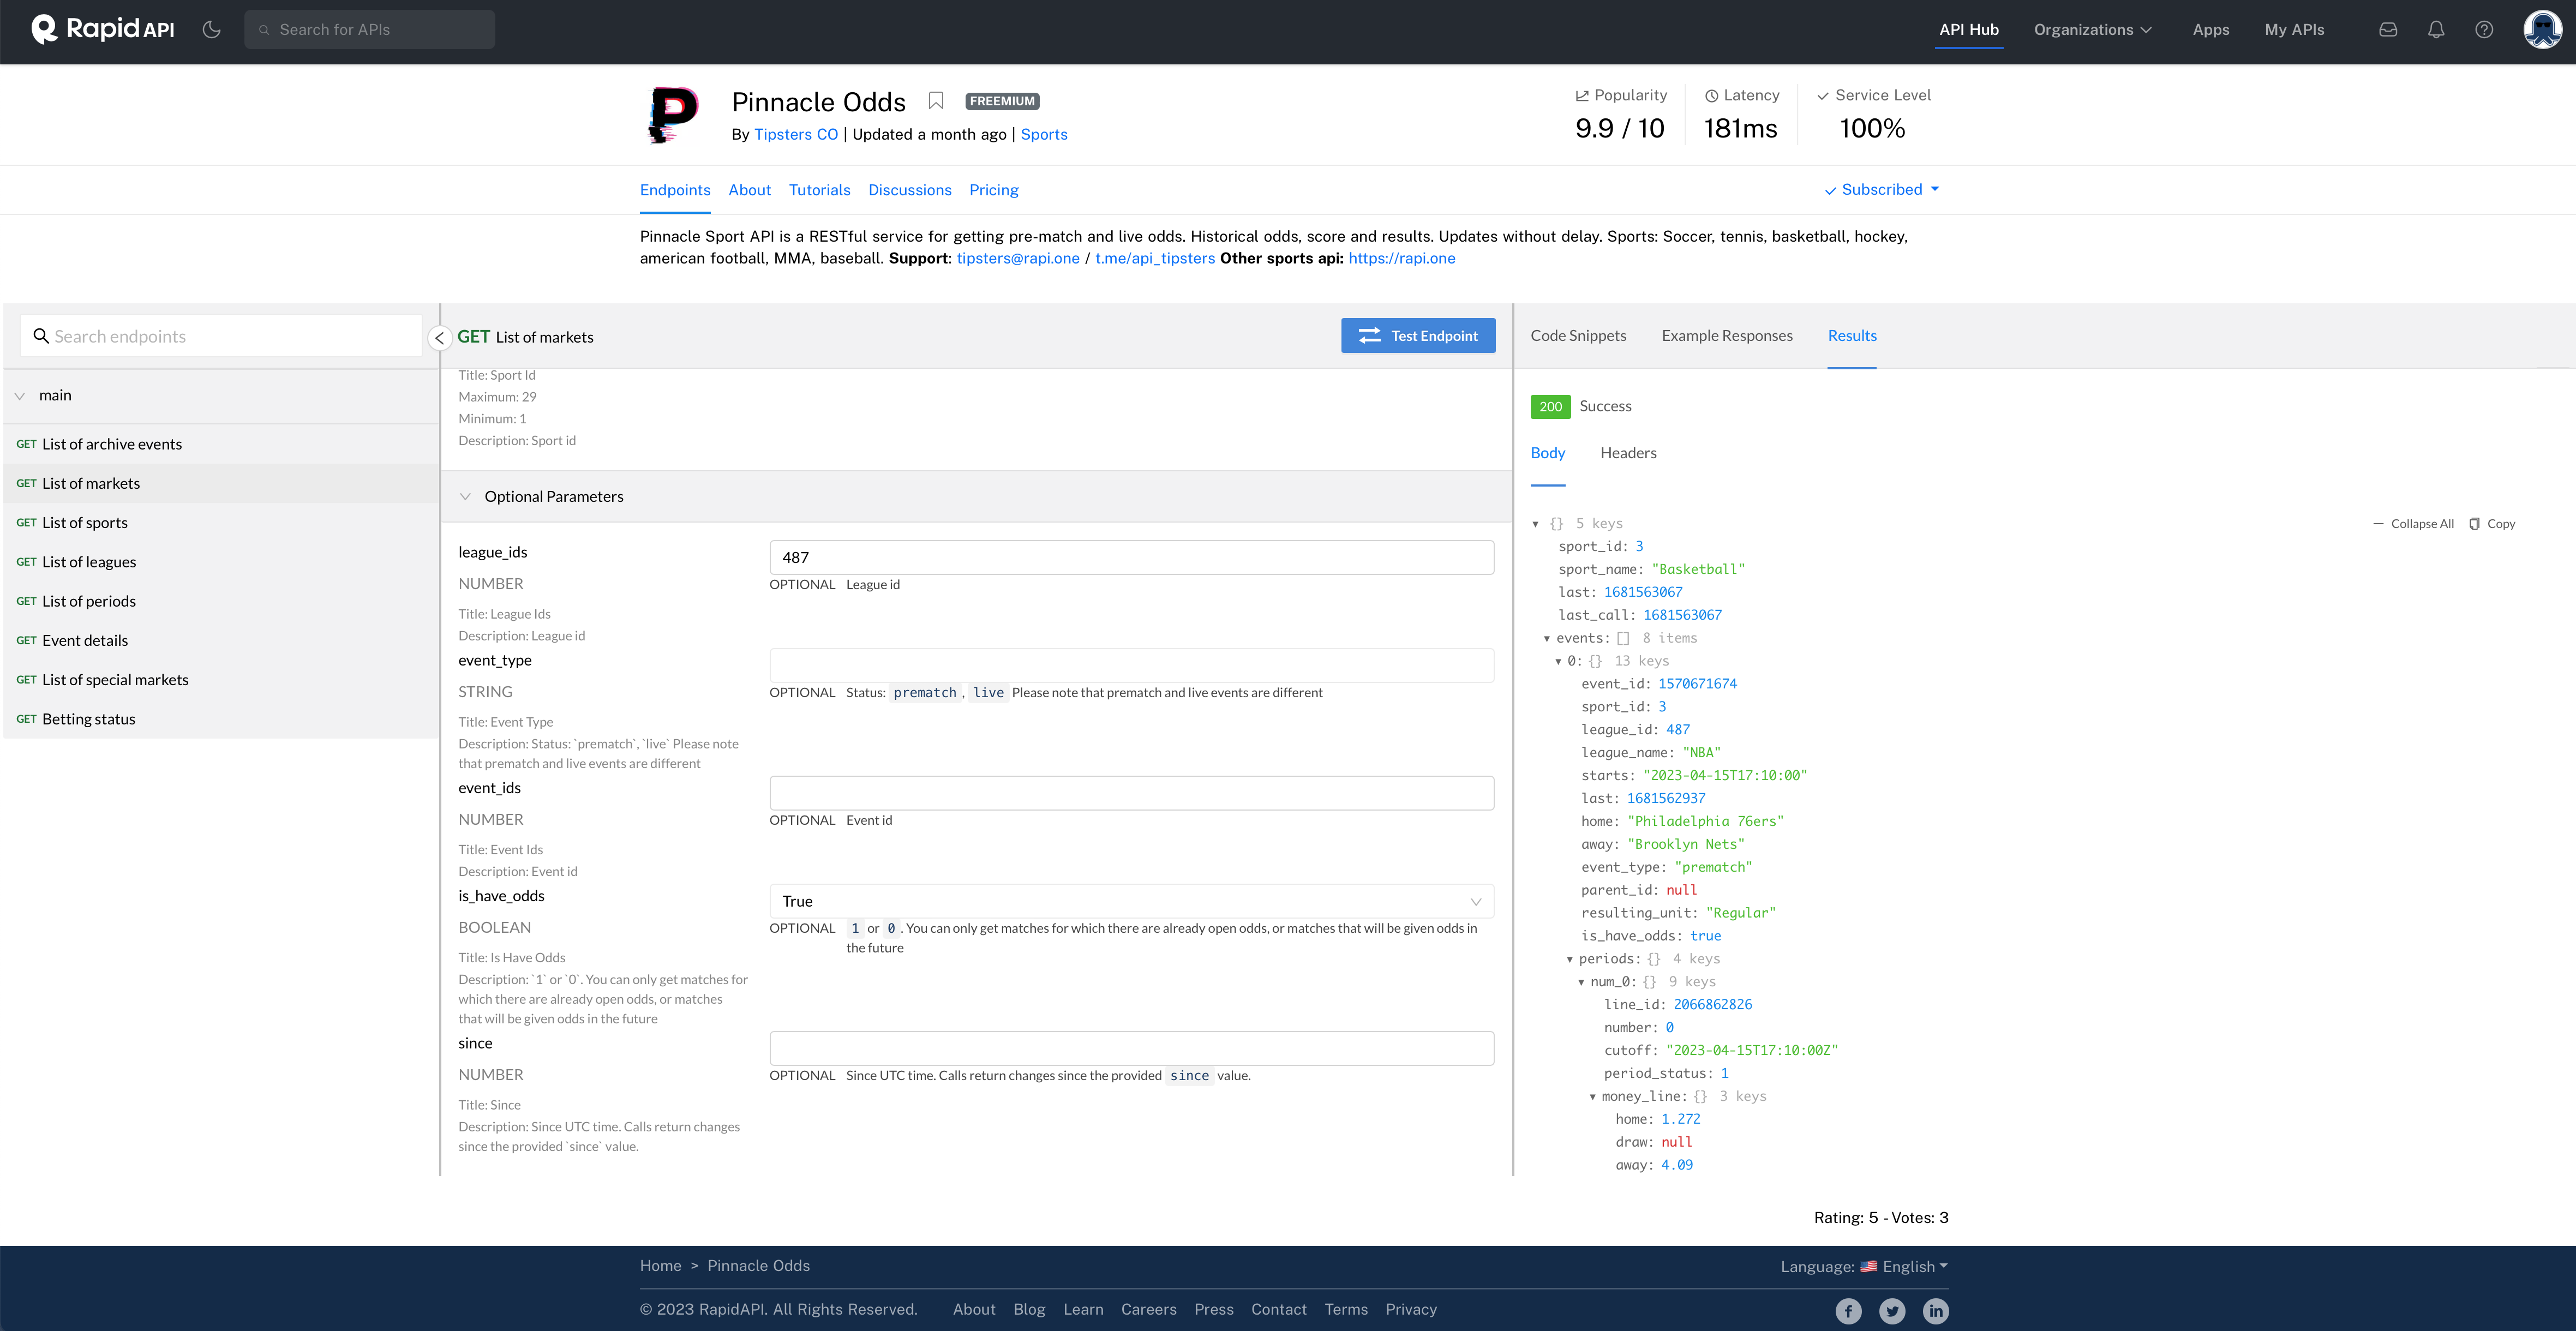 Rapid API
Search for APIs
API Hub
Organizations
Apps
My APIs
Pinnacle Odds
FREEMIUM
By Tipsters CO | Updated a month ago | Sports
Popularity
9.9 / 10
Latency
181ms
Service Level
100%
Endpoints
About
Tutorials
Discussions
Pricing
Subscribed
Pinnacle Sport API is a RESTful service for getting pre-match and live odds. Historical odds, score and results. Updates without delay. Sports: Soccer, tennis, basketball, hockey,
american football, MMA, baseball. Support: tipsters@rapi.one / t.me/api_tipsters Other sports api: https://rapi.one
Search endpoints
main
GET List of archive events
GET List of markets
GET List of sports
GET List of leagues
GET List of periods
GET Event details
GET List of special markets
GET Betting status
GET List of markets
Test Endpoint
Title: Sport Id
Maximum: 29
Minimum: 1
Description: Sport id
Optional Parameters
league_ids
487
NUMBER
OPTIONAL League id
Title: League Ids
Description: League id
event_type
STRING
OPTIONAL Status: prematch , live Please note that prematch and live events are different
Title: Event Type
Description: Status: `prematch`, `live` Please note
that prematch and live events are different
event_ids
NUMBER
OPTIONAL Event id
Title: Event Ids
Description: Event id
is_have_odds
True
BOOLEAN
OPTIONAL 1 or 0 . You can only get matches for which there are already open odds, or matches that will be given odds in
the future
Title: Is Have Odds
Description: `1` or `0`. You can only get matches for
which there are already open odds, or matches
that will be given odds in the future
since
NUMBER
OPTIONAL Since UTC time. Calls return changes since the provided since value.
Title: Since
Description: Since UTC time. Calls return changes
since the provided `since` value.
Code Snippets
Example Responses
Results
200 Success
Body
Headers
{} 5 keys
Collapse All
Copy
sport_id: 3
sport_name: "Basketball"
last: 1681563067
last_call: 1681563067
events: [] 8 items
0: {} 13 keys
event_id: 1570671674
sport_id: 3
league_id: 487
league_name: "NBA"
starts: "2023-04-15T17:10:00"
last: 1681562937
home: "Philadelphia 76ers"
away: "Brooklyn Nets"
event_type: "prematch"
parent_id: null
resulting_unit: "Regular"
is_have_odds: true
periods: {} 4 keys
num_0: {} 9 keys
line_id: 2066862826
number: 0
cutoff: "2023-04-15T17:10:00Z"
period_status: 1
money_line: {} 3 keys
home: 1.272
draw: null
away: 4.09
Rating: 5 - Votes: 3
Home > Pinnacle Odds
Language: English
© 2023 RapidAPI. All Rights Reserved.
About
Blog
Learn
Careers
Press
Contact
Terms
Privacy